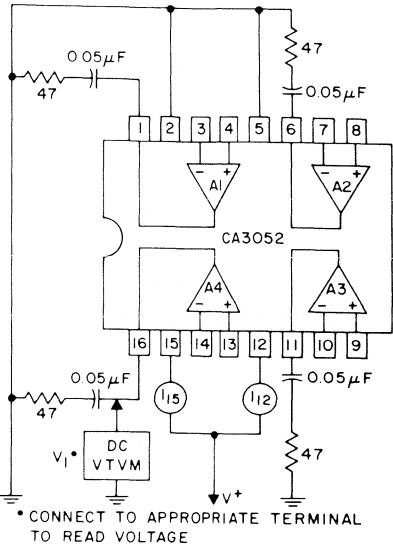 0.05µF
47
47
0.05µF
1 2 3 4 5 6 7 8
- + - +
A1 A2
CA3052
A4 A3
- + - +
16 15 14 13 12 11 10 9
0.05µF
47
I15 I12
0.05µF
V1• DC VTVM
47
V+
• CONNECT TO APPROPRIATE TERMINAL
TO READ VOLTAGE